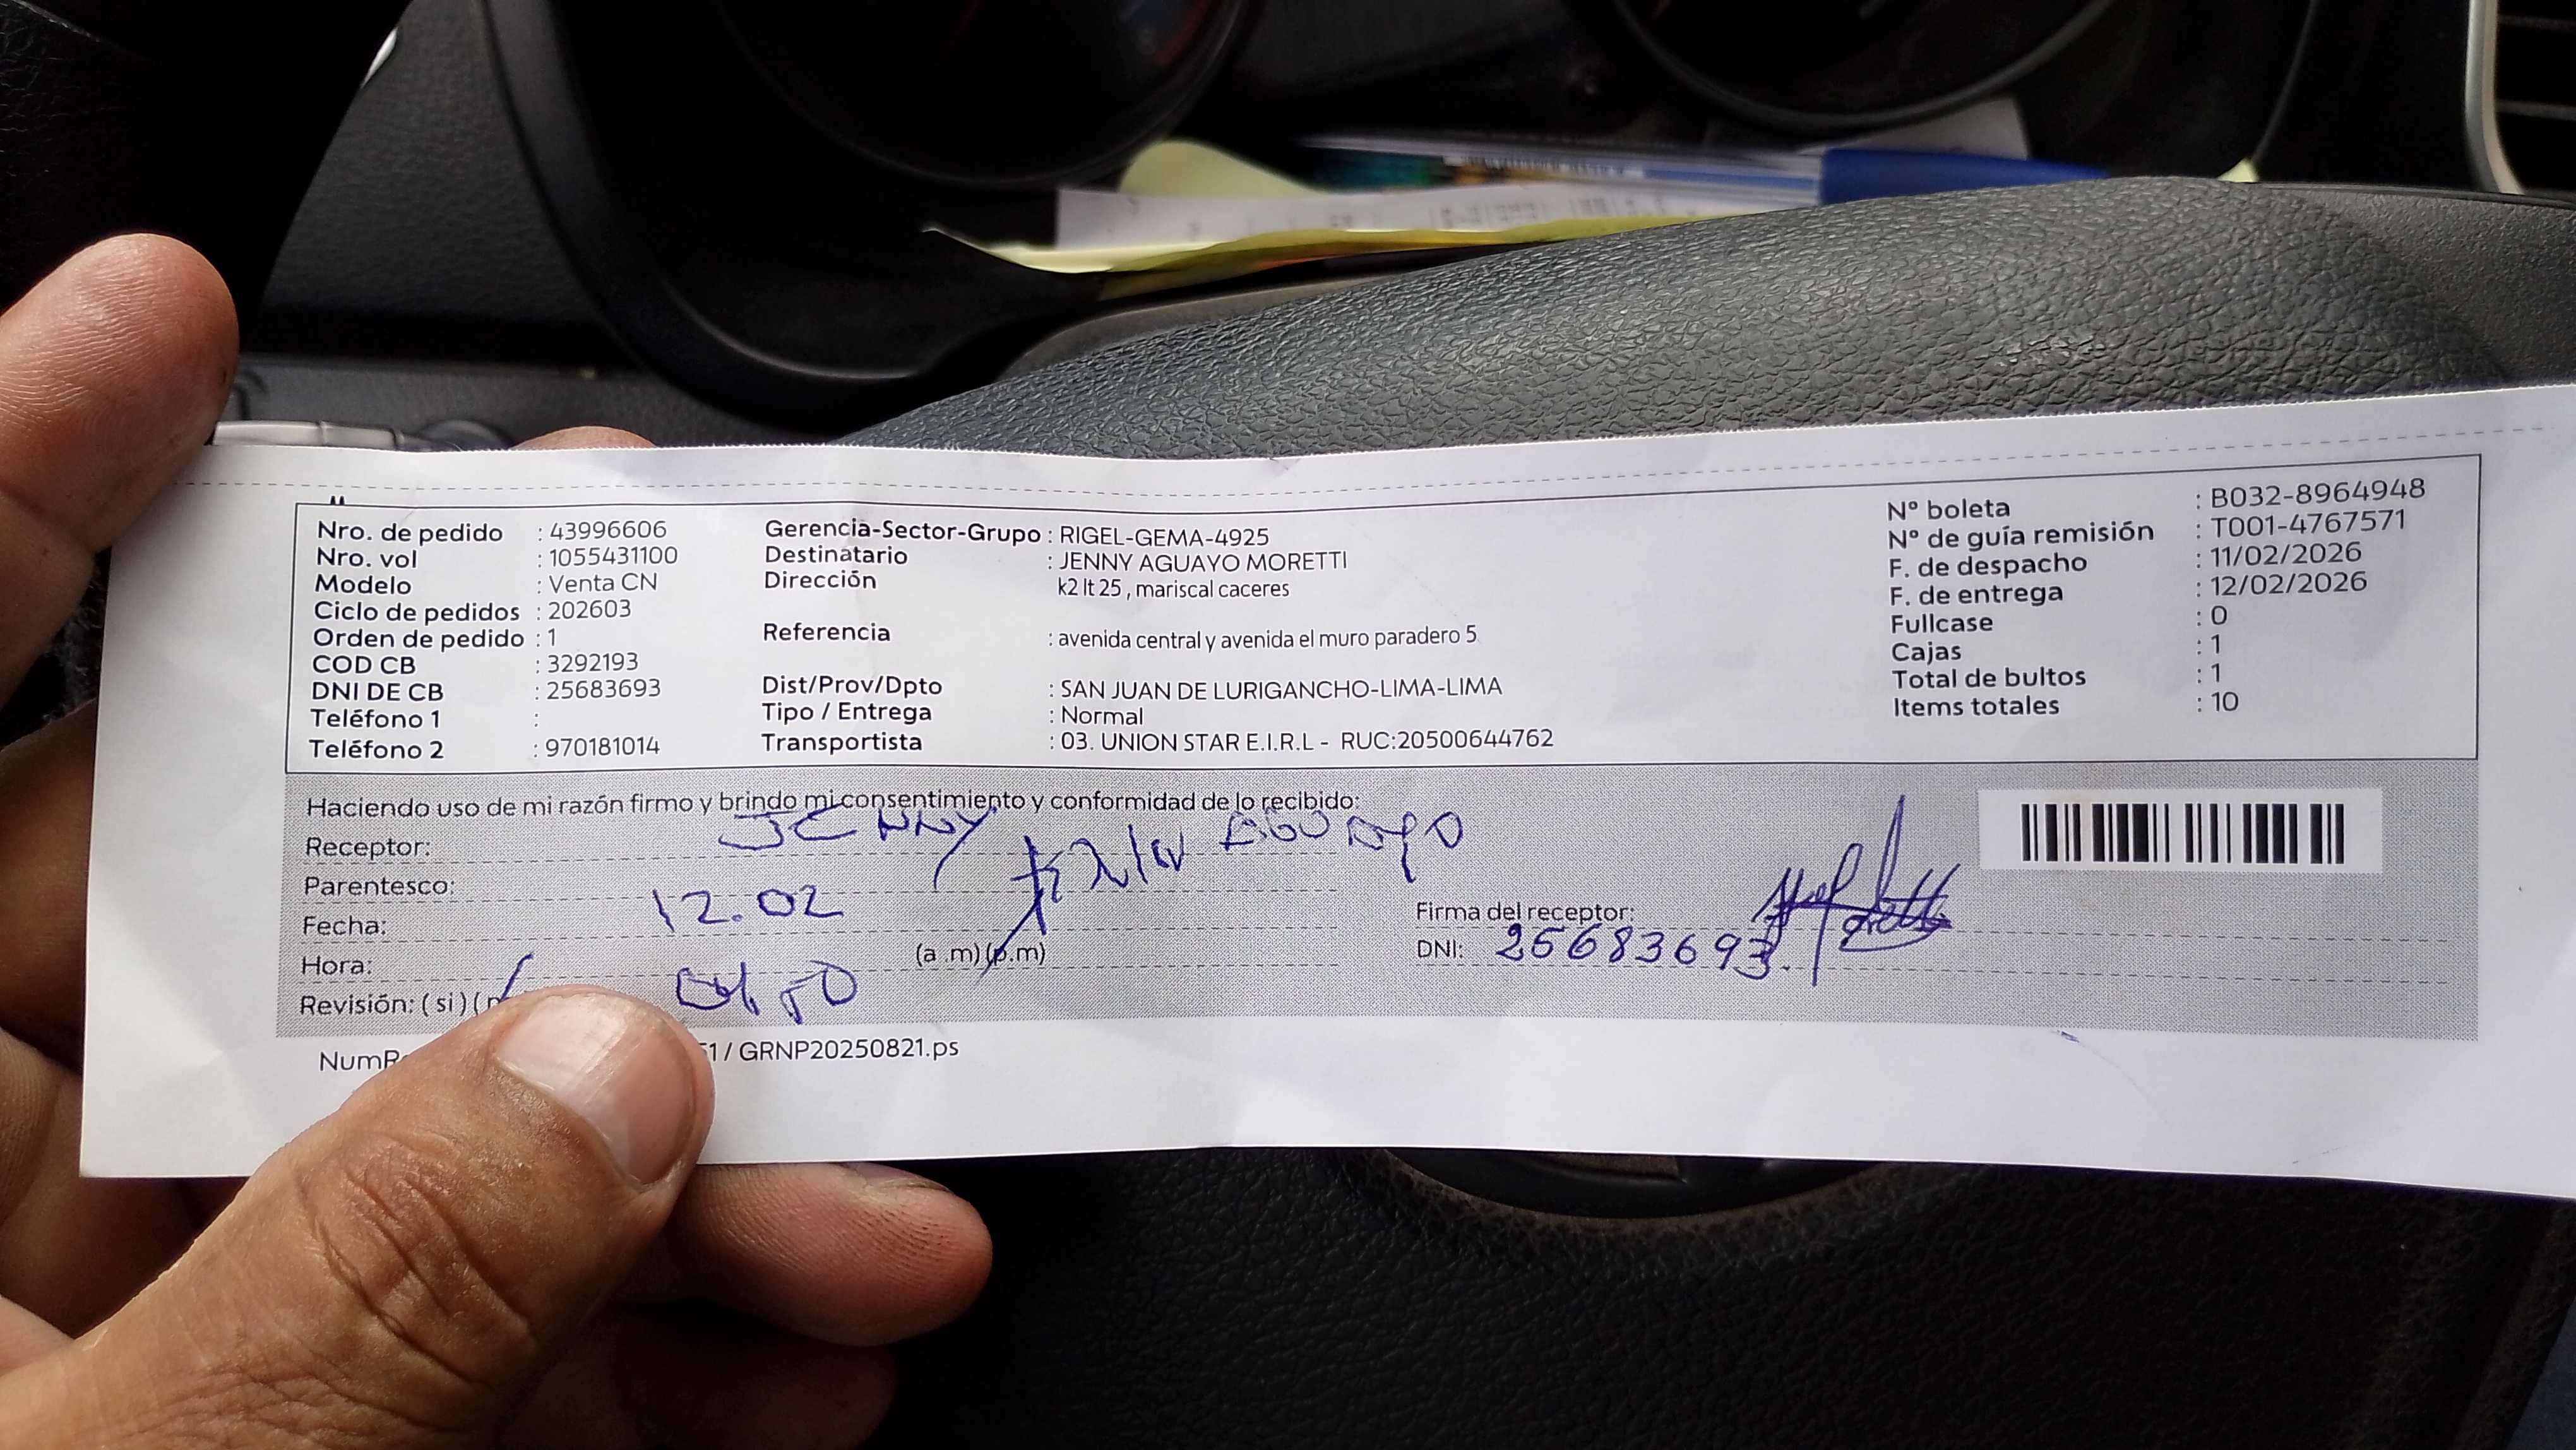 Nro. de pedido : 43996606
Nro. vol : 1055431100
Modelo : Venta CN
Ciclo de pedidos : 202603
Orden de pedido : 1
COD CB : 3292193
DNI DE CB : 25683693
Teléfono 1 :
Teléfono 2 : 970181014
Gerencia-Sector-Grupo : RIGEL-GEMA-4925
Destinatario : JENNY AGUAYO MORETTI
Dirección k2 lt 25 , mariscal caceres
Referencia : avenida central y avenida el muro paradero 5
Dist/Prov/Dpto : SAN JUAN DE LURIGANCHO-LIMA-LIMA
Tipo / Entrega : Normal
Transportista : 03. UNION STAR E.I.R.L - RUC:20500644762
N° boleta : B032-8964948
N° de guía remisión : T001-4767571
F. de despacho : 11/02/2026
F. de entrega : 12/02/2026
Fullcase : 0
Cajas : 1
Total de bultos : 1
Items totales : 10
Haciendo uso de mi razón firmo y brindo mi consentimiento y conformidad de lo recibido:
Receptor: JENNY AGUAYO
Parentesco:
Fecha: 12.02
Hora: (a .m) (p.m)
Revisión: ( si ) (
Firma del receptor:
DNI: 25683693.
/ GRNP20250821.ps